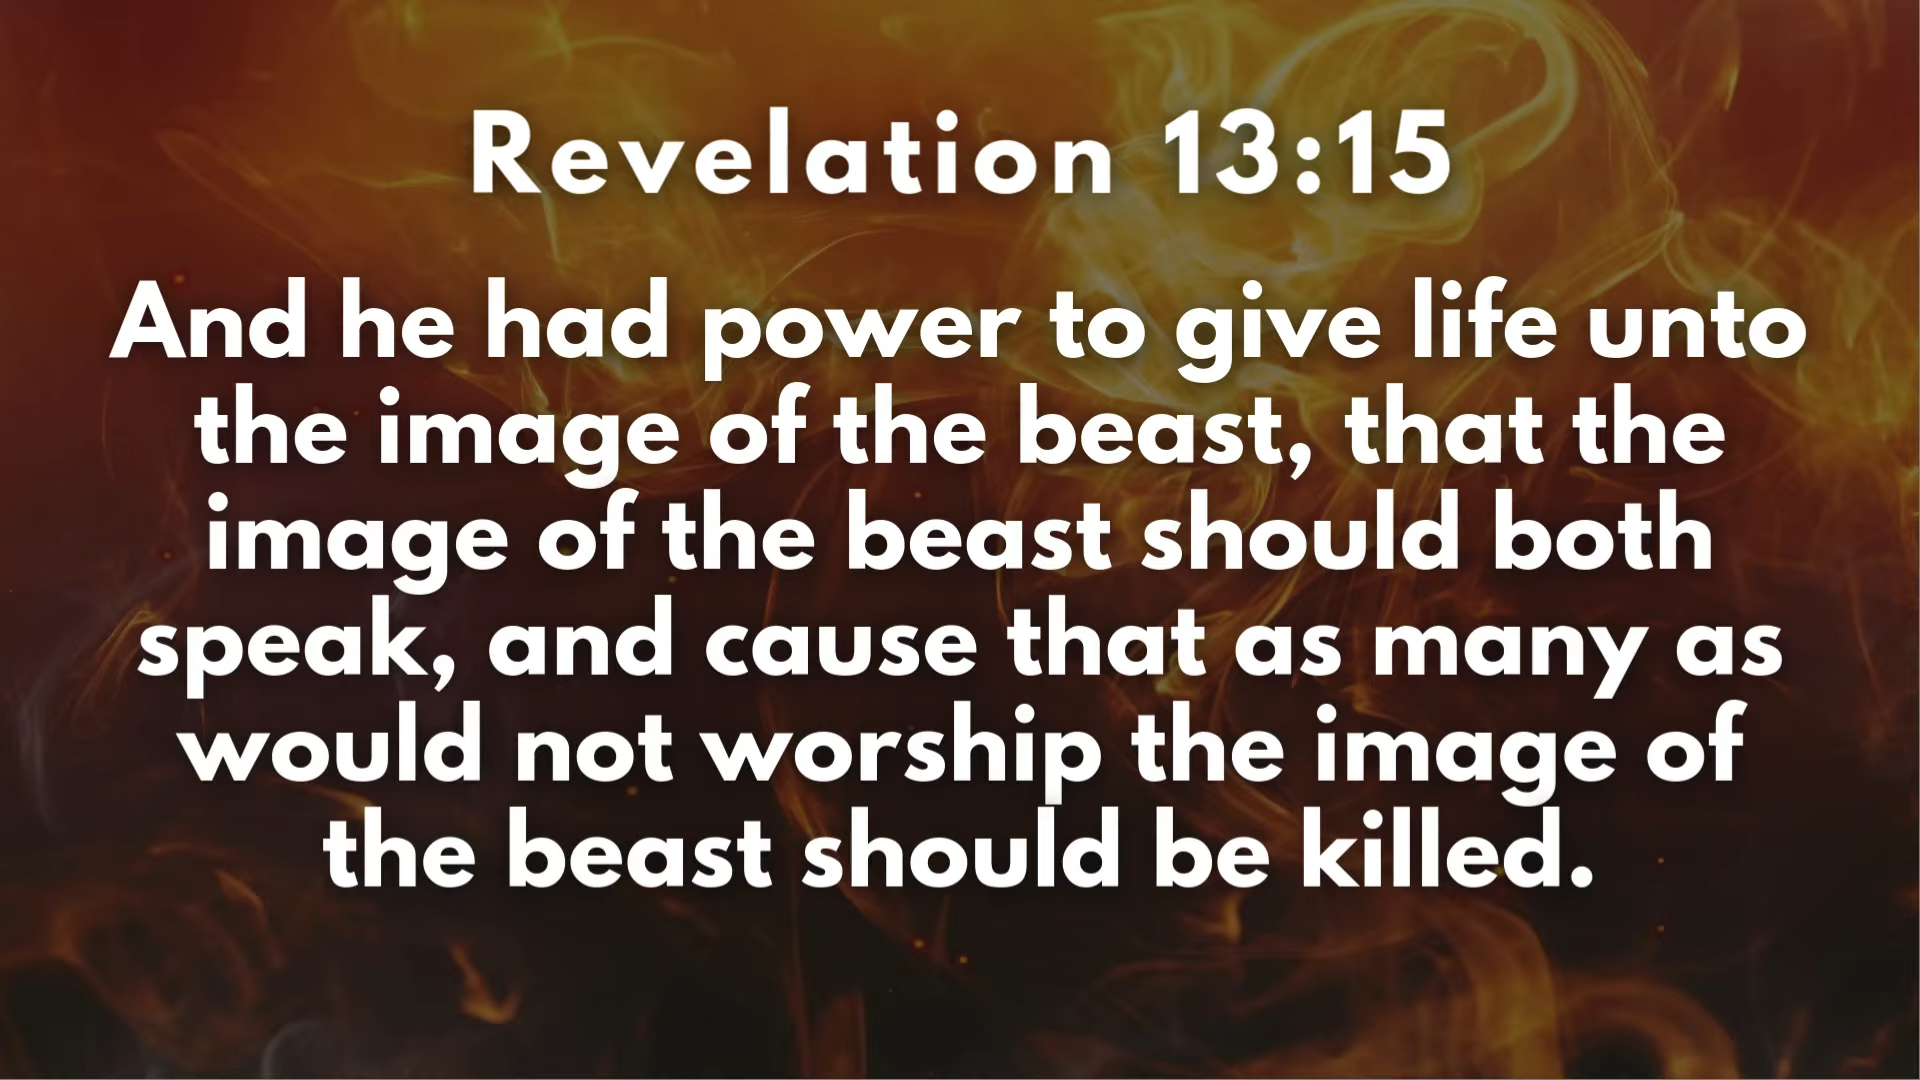 Revelation 13:15
And he had power to give life unto
the image of the beast, that the
image of the beast should both
speak, and cause that as many as
would not worship the image of
the beast should be killed.